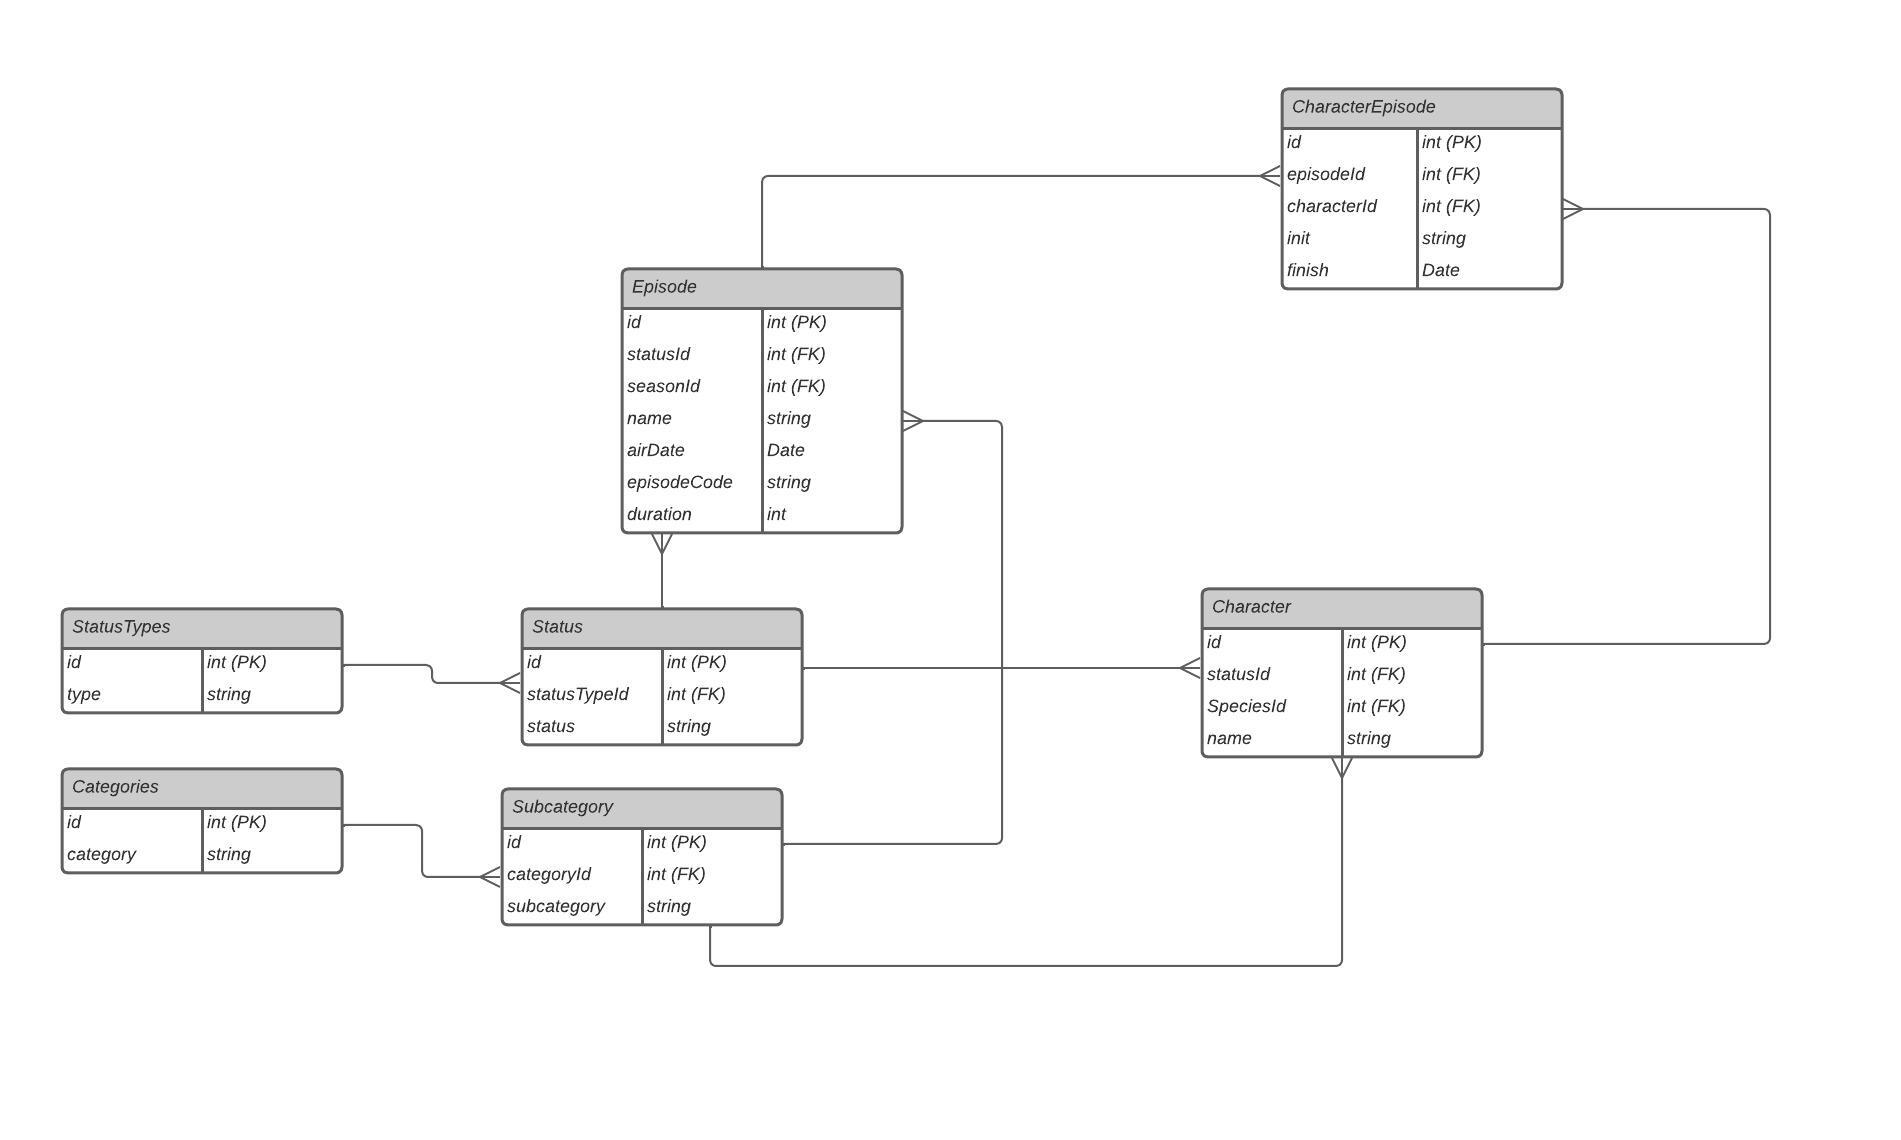 CharacterEpisode
id int (PK)
episodeId int (FK)
characterId int (FK)
init string
finish Date
Episode
id int (PK)
statusId int (FK)
seasonId int (FK)
name string
airDate Date
episodeCode string
duration int
StatusTypes
id int (PK)
type string
Status
id int (PK)
statusTypeId int (FK)
status string
Character
id int (PK)
statusId int (FK)
SpeciesId int (FK)
name string
Categories
id int (PK)
category string
Subcategory
id int (PK)
categoryId int (FK)
subcategory string